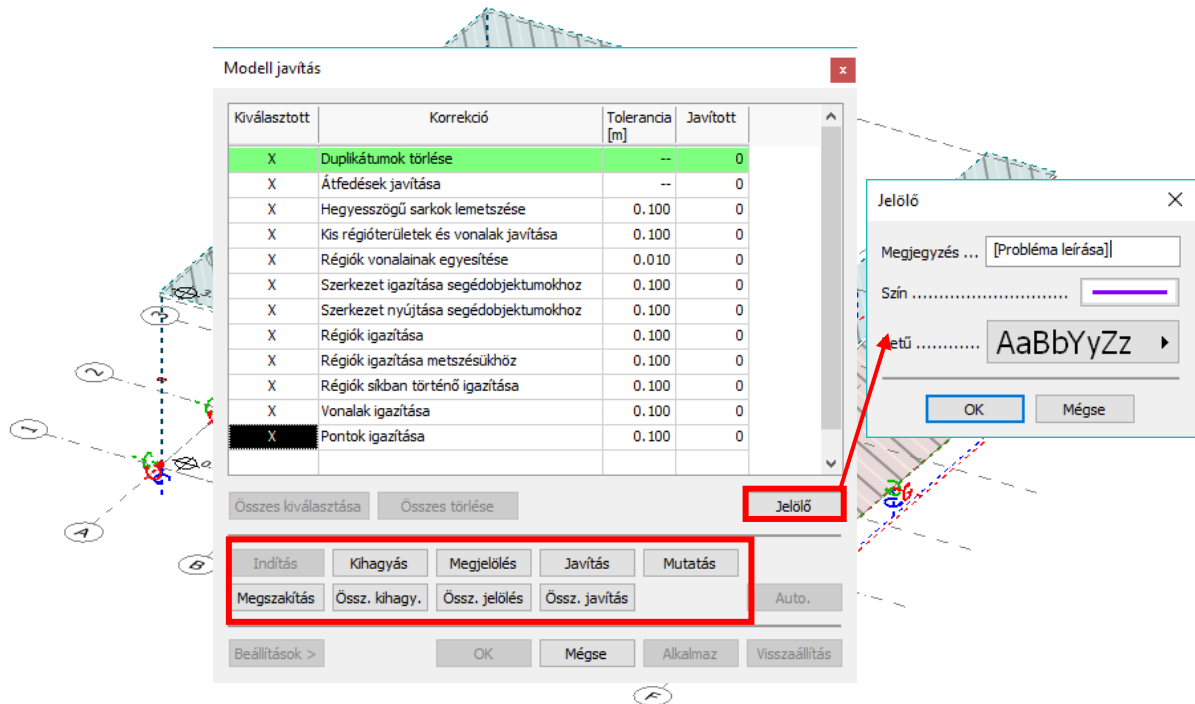 Modell javítás
x
Kiválasztott Korrekció Tolerancia [m] Javított
X Duplikátumok törlése -- 0
X Átfedések javítása -- 0
X Hegyesszögű sarkok lemetszése 0.100 0
X Kis régióterületek és vonalak javítása 0.100 0
X Régiók vonalainak egyesítése 0.010 0
X Szerkezet igazítása segédobjektumokhoz 0.100 0
X Szerkezet nyújtása segédobjektumokhoz 0.100 0
X Régiók igazítása 0.100 0
X Régiók igazítása metszésükhöz 0.100 0
X Régiók síkban történő igazítása 0.100 0
X Vonalak igazítása 0.100 0
X Pontok igazítása 0.100 0
Összes kiválasztása Összes törlése Jelölő
Indítás Kihagyás Megjelölés Javítás Mutatás
Megszakítás Össz. kihagy. Össz. jelölés Össz. javítás Auto.
Beállítások > OK Mégse Alkalmaz Visszaállítás
Jelölő
Megjegyzés ... [Probléma leírása]
Szín ............................
............ AaBbYyZz
OK Mégse
3
2
1
A
B
F